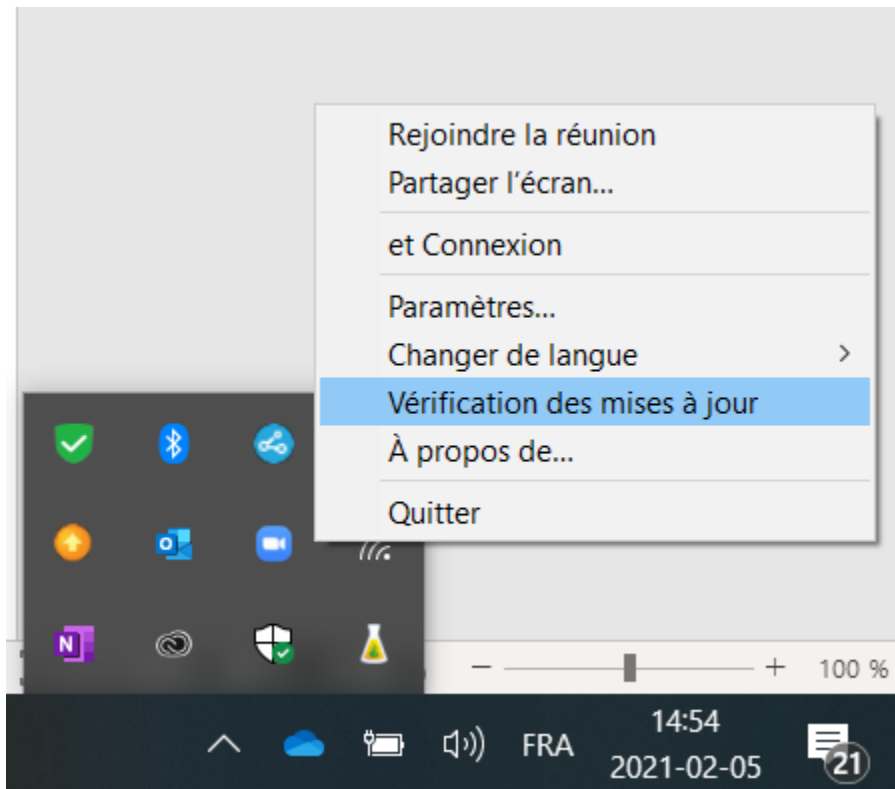 Rejoindre la réunion
Partager l’écran...
et Connexion
Paramètres...
Changer de langue
Vérification des mises à jour
À propos de...
Quitter
N
100 %
FRA
14:54
2021-02-05
21